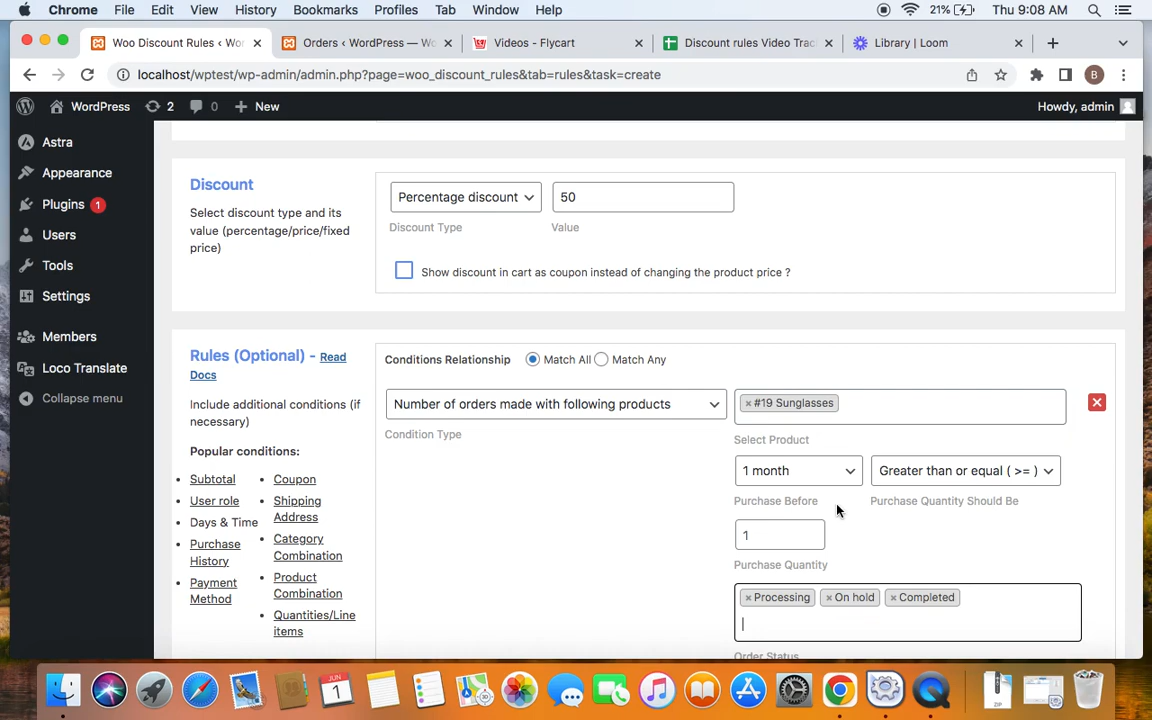 Chrome File Edit View History Bookmarks Profiles Tab Window Help 21% Thu 9:08 AM
Woo Discount Rules ‹ Wor × Orders ‹ WordPress — Wo × Videos - Flycart × Discount rules Video Trac × Library | Loom ×
localhost/wptest/wp-admin/admin.php?page=woo_discount_rules&tab=rules&task=create B
WordPress 2 0 + New Howdy, admin
Astra
Appearance
Plugins 1
Users
Tools
Settings
Members
Loco Translate
Collapse menu
Discount
Select discount type and its
value (percentage/price/fixed
price)
Percentage discount 50
Discount Type Value
Show discount in cart as coupon instead of changing the product price ?
Rules (Optional) - Read
Docs
Include additional conditions (if
necessary)
Popular conditions:
• Subtotal
• User role
• Days & Time
• Purchase
History
• Payment
Method
• Coupon
• Shipping
Address
• Category
Combination
• Product
Combination
• Quantities/Line
items
Conditions Relationship Match All Match Any
Number of orders made with following products
Condition Type
× #19 Sunglasses
Select Product
1 month Greater than or equal ( >= )
Purchase Before Purchase Quantity Should Be
1
Purchase Quantity
× Processing × On hold × Completed
Order Status
JUN
1
ZIP